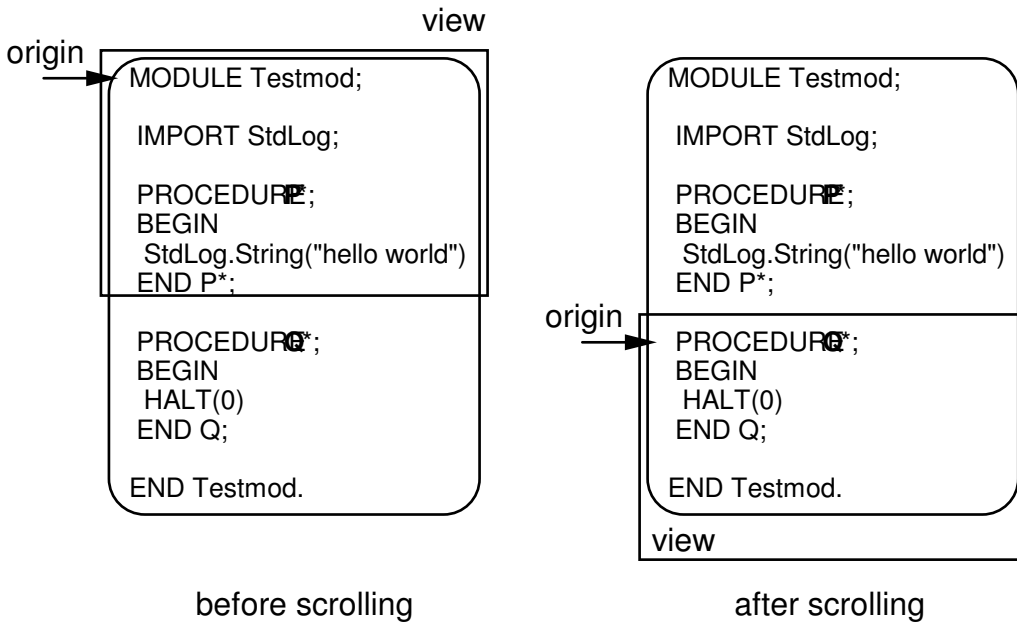 view
origin
MODULE Testmod;
IMPORT StdLog;
PROCEDURE P*;
BEGIN
StdLog.String("hello world")
END P*;
PROCEDURE Q*;
BEGIN
HALT(0)
END Q;
END Testmod.
before scrolling
MODULE Testmod;
IMPORT StdLog;
PROCEDURE P*;
BEGIN
StdLog.String("hello world")
END P*;
origin
PROCEDURE Q*;
BEGIN
HALT(0)
END Q;
END Testmod.
view
after scrolling